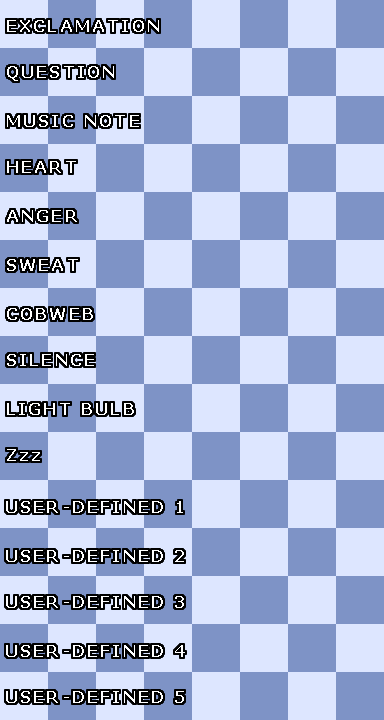 EXCLAMATION
QUESTION
MUSIC NOTE
HEART
ANGER
SWEAT
COBWEB
SILENCE
LIGHT BULB
Zzz
USER-DEFINED 1
USER-DEFINED 2
USER-DEFINED 3
USER-DEFINED 4
USER-DEFINED 5